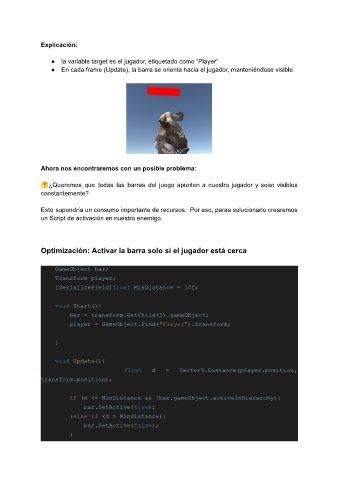 Explicación:
● la variable target es el jugador, etiquetado como "Player"
● En cada frame (Update), la barra se orienta hacia el jugador, manteniéndose visible.
Ahora nos encontraremos con un posible problema:
🤔¿Queremos que todas las barras del juego apunten a nuestro jugador y sean visibles
constantemente?
Esto supondría un consumo importante de recursos. Por eso, paraa solucionarlo crearemos
un Script de activación en nuestro enemigo.
Optimización: Activar la barra solo si el jugador está cerca
GameObject bar;
Transform player;
[SerializeField]float MinDistance = 10f;
void Start(){
bar = transform.GetChild(2).gameObject;
player = GameObject.Find("Player").transform;
}
void Update(){
float d = Vector3.Distance(player.position,
transform.position);
if (d <= MinDistance && !bar.gameObject.activeInHierarchy){
bar.SetActive(true);
}else if (d > MinDistance){
bar.SetActive(false);
}